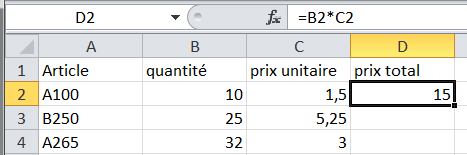 D2 fx =B2*C2
A B C D
1 Article quantité prix unitaire prix total
2 A100 10 1,5 15
3 B250 25 5,25
4 A265 32 3